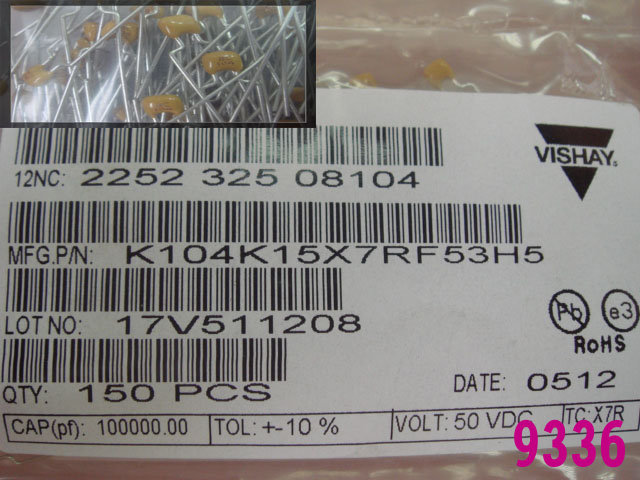 VISHAY.
12NC: 2252 325 08104
MFG.P/N: K104K15X7RF53H5
LOT NO: 17V511208
Pb e3
RoHS
QTY: 150 PCS
DATE: 0512
CAP(pf): 100000.00 TOL: +-10 % VOLT: 50 VDC TC: X7R
9336